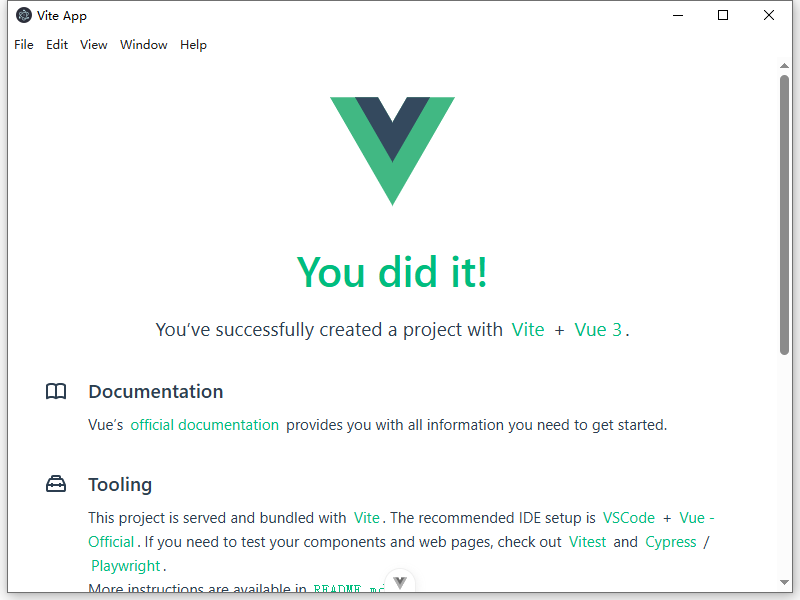 Vite App
File Edit View Window Help
You did it!
You’ve successfully created a project with Vite + Vue 3.
Documentation
Vue’s official documentation provides you with all information you need to get started.
Tooling
This project is served and bundled with Vite. The recommended IDE setup is VSCode + Vue -
Official. If you need to test your components and web pages, check out Vitest and Cypress /
Playwright.
More instructions are available in README.md